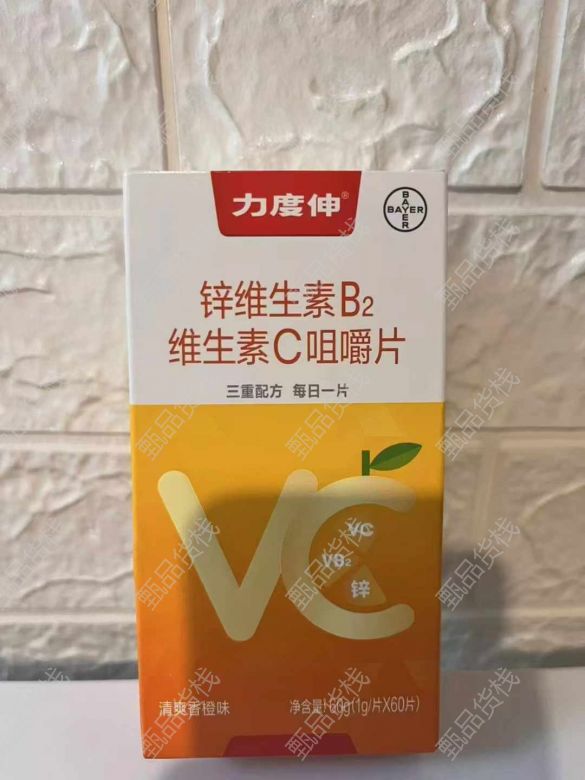 力度伸®
BAYER
BAYER
锌维生素B₂
维生素C咀嚼片
三重配方 每日一片
VC
VC
VB₂
锌
清爽香橙味
净含量:60g(1g/片X60片)
甄品货栈